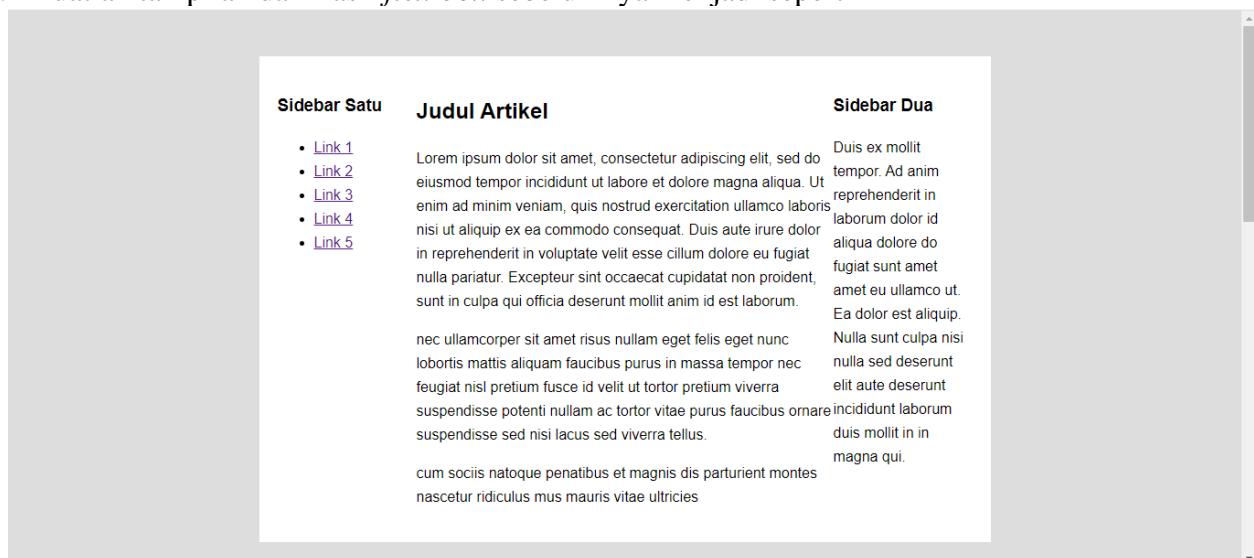 Sidebar Satu
Link 1
Link 2
Link 3
Link 4
Link 5
Judul Artikel
Lorem ipsum dolor sit amet, consectetur adipiscing elit, sed do
eiusmod tempor incididunt ut labore et dolore magna aliqua. Ut
enim ad minim veniam, quis nostrud exercitation ullamco laboris
nisi ut aliquip ex ea commodo consequat. Duis aute irure dolor
in reprehenderit in voluptate velit esse cillum dolore eu fugiat
nulla pariatur. Excepteur sint occaecat cupidatat non proident,
sunt in culpa qui officia deserunt mollit anim id est laborum.
nec ullamcorper sit amet risus nullam eget felis eget nunc
lobortis mattis aliquam faucibus purus in massa tempor nec
feugiat nisl pretium fusce id velit ut tortor pretium viverra
suspendisse potenti nullam ac tortor vitae purus faucibus ornare
suspendisse sed nisi lacus sed viverra tellus.
cum sociis natoque penatibus et magnis dis parturient montes
nascetur ridiculus mus mauris vitae ultricies
Sidebar Dua
Duis ex mollit
tempor. Ad anim
reprehenderit in
laborum dolor id
aliqua dolore do
fugiat sunt amet
amet eu ullamco ut.
Ea dolor est aliquip.
Nulla sunt culpa nisi
nulla sed deserunt
elit aute deserunt
incididunt laborum
duis mollit in in
magna qui.